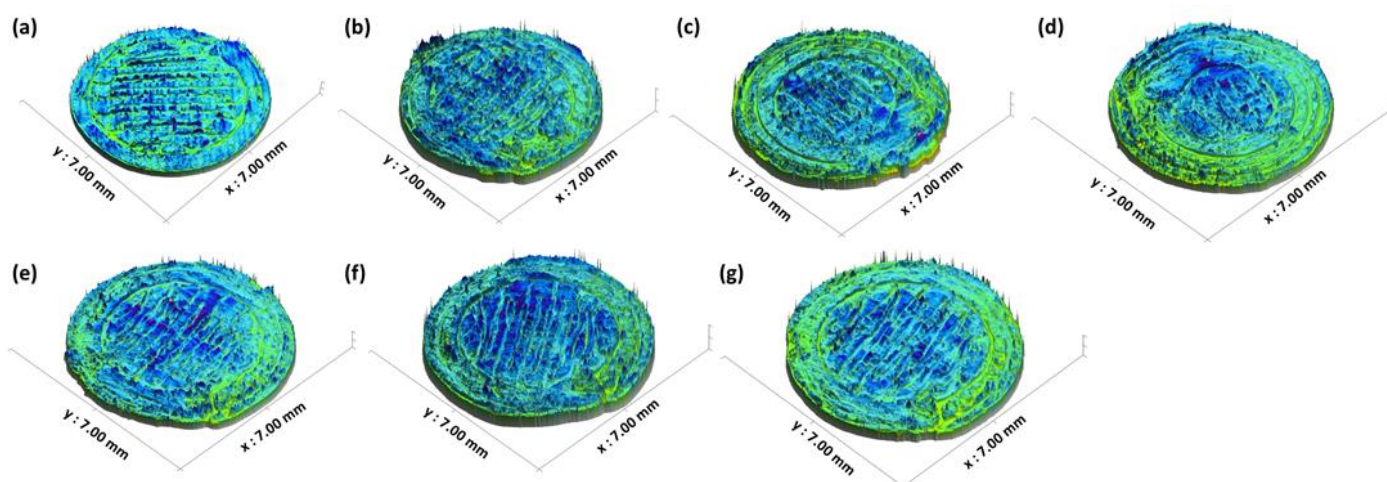 (a)
y : 7.00 mm
x : 7.00 mm
(b)
y : 7.00 mm
x : 7.00 mm
(c)
y : 7.00 mm
x : 7.00 mm
(d)
y : 7.00 mm
x : 7.00 mm
(e)
y : 7.00 mm
x : 7.00 mm
(f)
y : 7.00 mm
x : 7.00 mm
(g)
y : 7.00 mm
x : 7.00 mm